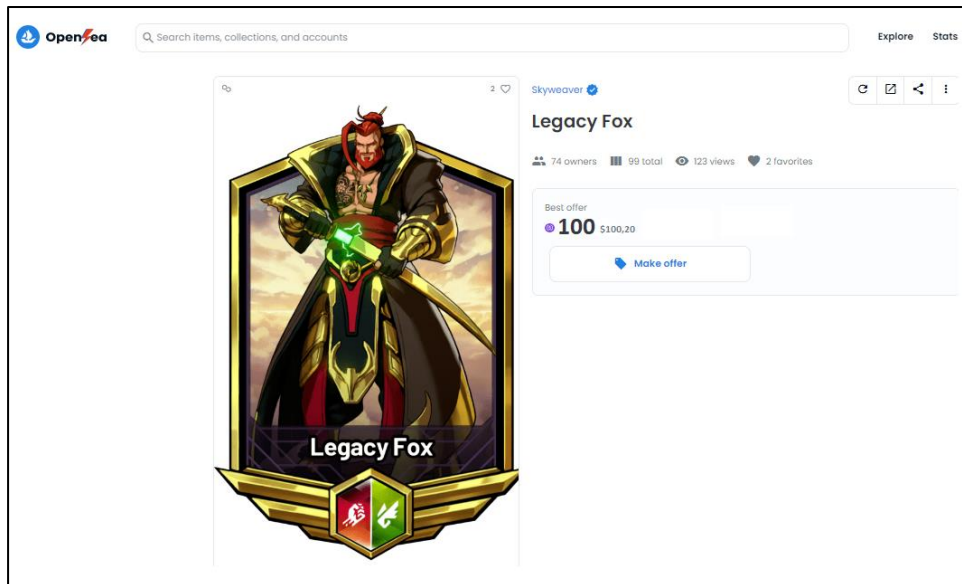 OpenSea
Search items, collections, and accounts
Explore Stats
2
Skyweaver
Legacy Fox
74 owners 99 total 123 views 2 favorites
Best offer
100 $100,20
Make offer
Legacy Fox